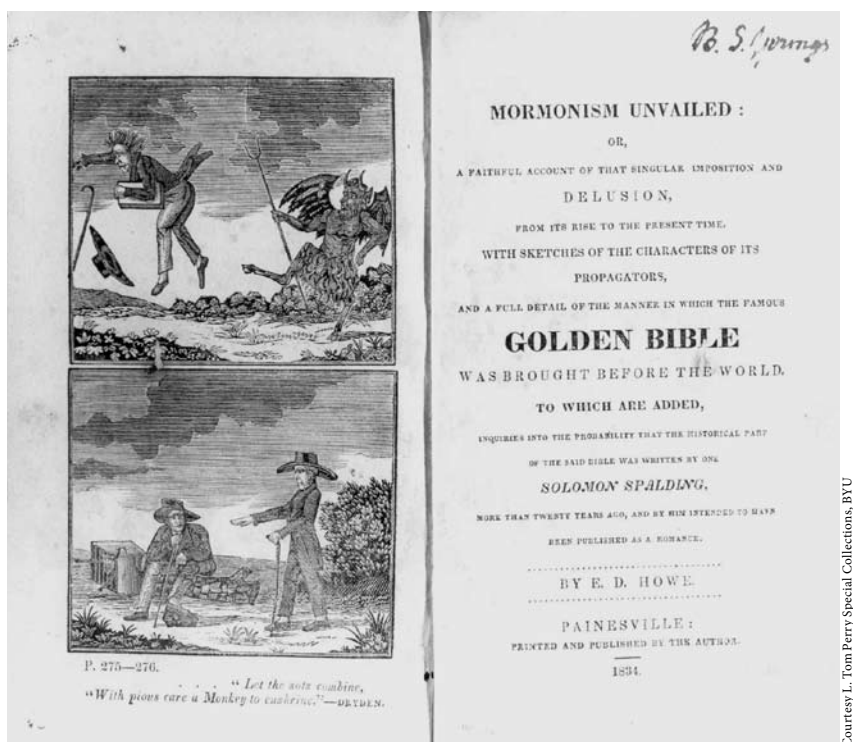 P. 275—276.
. . . . "Let the asts combine,
"With pious care a Monkey to enshrine."—DRYDEN.
B. S.
MORMONISM UNVAILED:
OR,
A FAITHFUL ACCOUNT OF THAT SINGULAR IMPOSITION AND
DELUSION,
FROM ITS RISE TO THE PRESENT TIME.
WITH SKETCHES OF THE CHARACTERS OF ITS
PROPAGATORS,
AND A FULL DETAIL OF THE MANNER IN WHICH THE FAMOUS
GOLDEN BIBLE
WAS BROUGHT BEFORE THE WORLD.
TO WHICH ARE ADDED,
INQUIRIES INTO THE PROBABILITY THAT THE HISTORICAL PART
OF THE SAID BIBLE WAS WRITTEN BY ONE
SOLOMON SPALDING,
MORE THAN TWENTY YEARS AGO, AND BY HIM INTENDED TO HAVE
BEEN PUBLISHED AS A ROMANCE.
BY E. D. HOWE.
PAINESVILLE:
PRINTED AND PUBLISHED BY THE AUTHOR.
1834.
Courtesy L. Tom Perry Special Collections, BYU